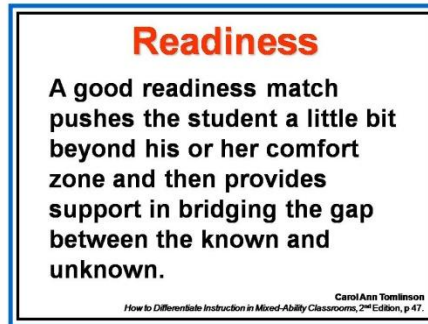 Readiness
A good readiness match
pushes the student a little bit
beyond his or her comfort
zone and then provides
support in bridging the gap
between the known and
unknown.
Carol Ann Tomlinson
How to Differentiate Instruction in Mixed-Ability Classrooms, 2nd Edition, p 47.